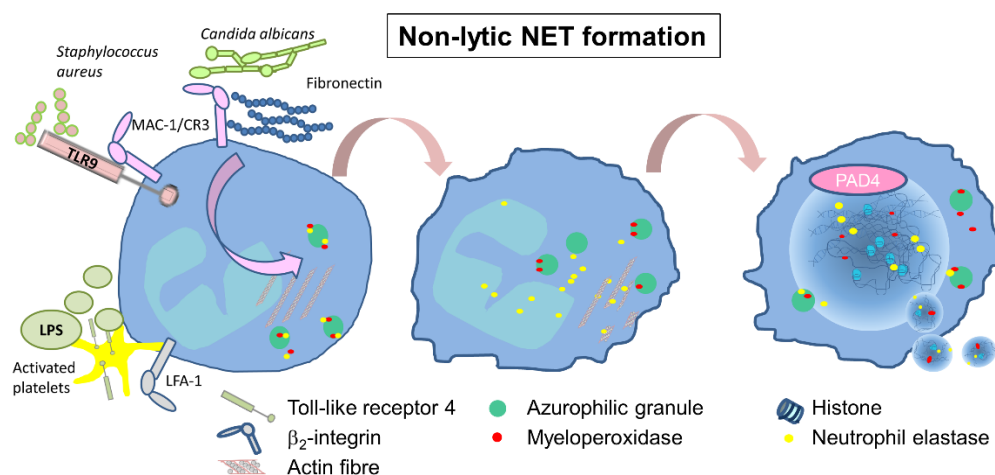 Non-lytic NET formation
Candida albicans
Staphylococcus
aureus
Fibronectin
MAC-1/CR3
TLR9
PAD4
LPS
Activated
platelets
LFA-1
Toll-like receptor 4
β₂-integrin
Actin fibre
Azurophilic granule
Myeloperoxidase
Histone
Neutrophil elastase